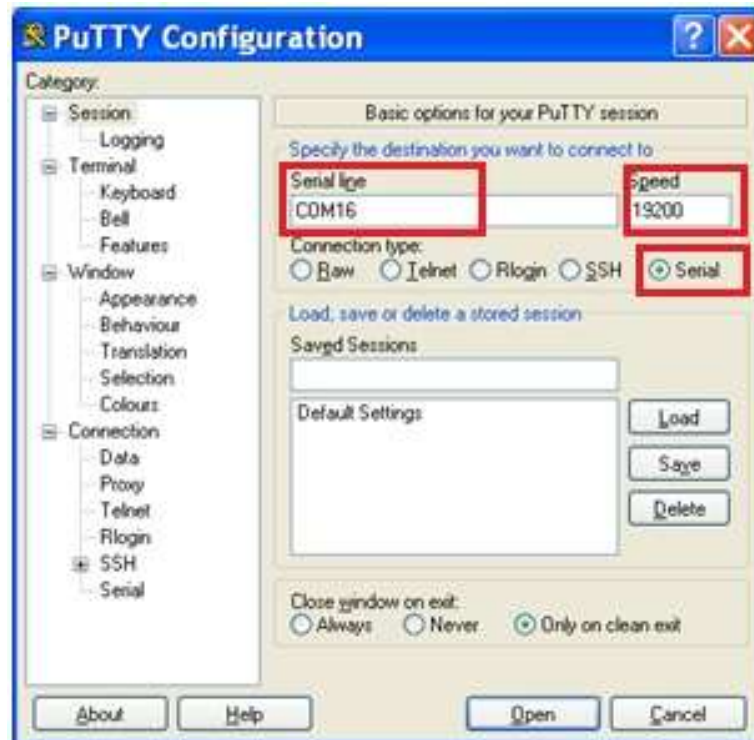 PuTTY Configuration
Category:
Session
Logging
Terminal
Keyboard
Bell
Features
Window
Appearance
Behaviour
Translation
Selection
Colours
Connection
Data
Proxy
Telnet
Rlogin
SSH
Serial
Basic options for your PuTTY session
Specify the destination you want to connect to
Serial line Speed
COM16 19200
Connection type:
Raw Telnet Rlogin SSH Serial
Load, save or delete a stored session
Saved Sessions
Default Settings
Load
Save
Delete
Close window on exit:
Always Never Only on clean exit
About Help Open Cancel